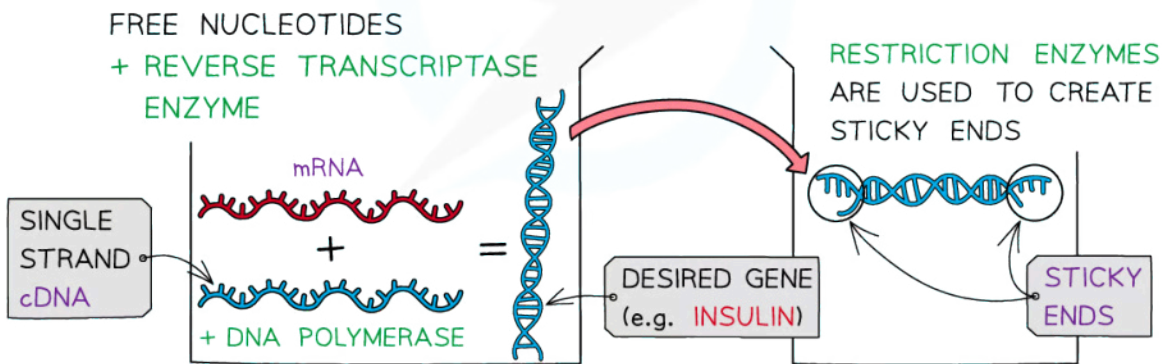 FREE NUCLEOTIDES
+ REVERSE TRANSCRIPTASE
ENZYME
mRNA
+
=
SINGLE
STRAND
cDNA
+ DNA POLYMERASE
DESIRED GENE
(e.g. INSULIN)
RESTRICTION ENZYMES
ARE USED TO CREATE
STICKY ENDS
STICKY
ENDS